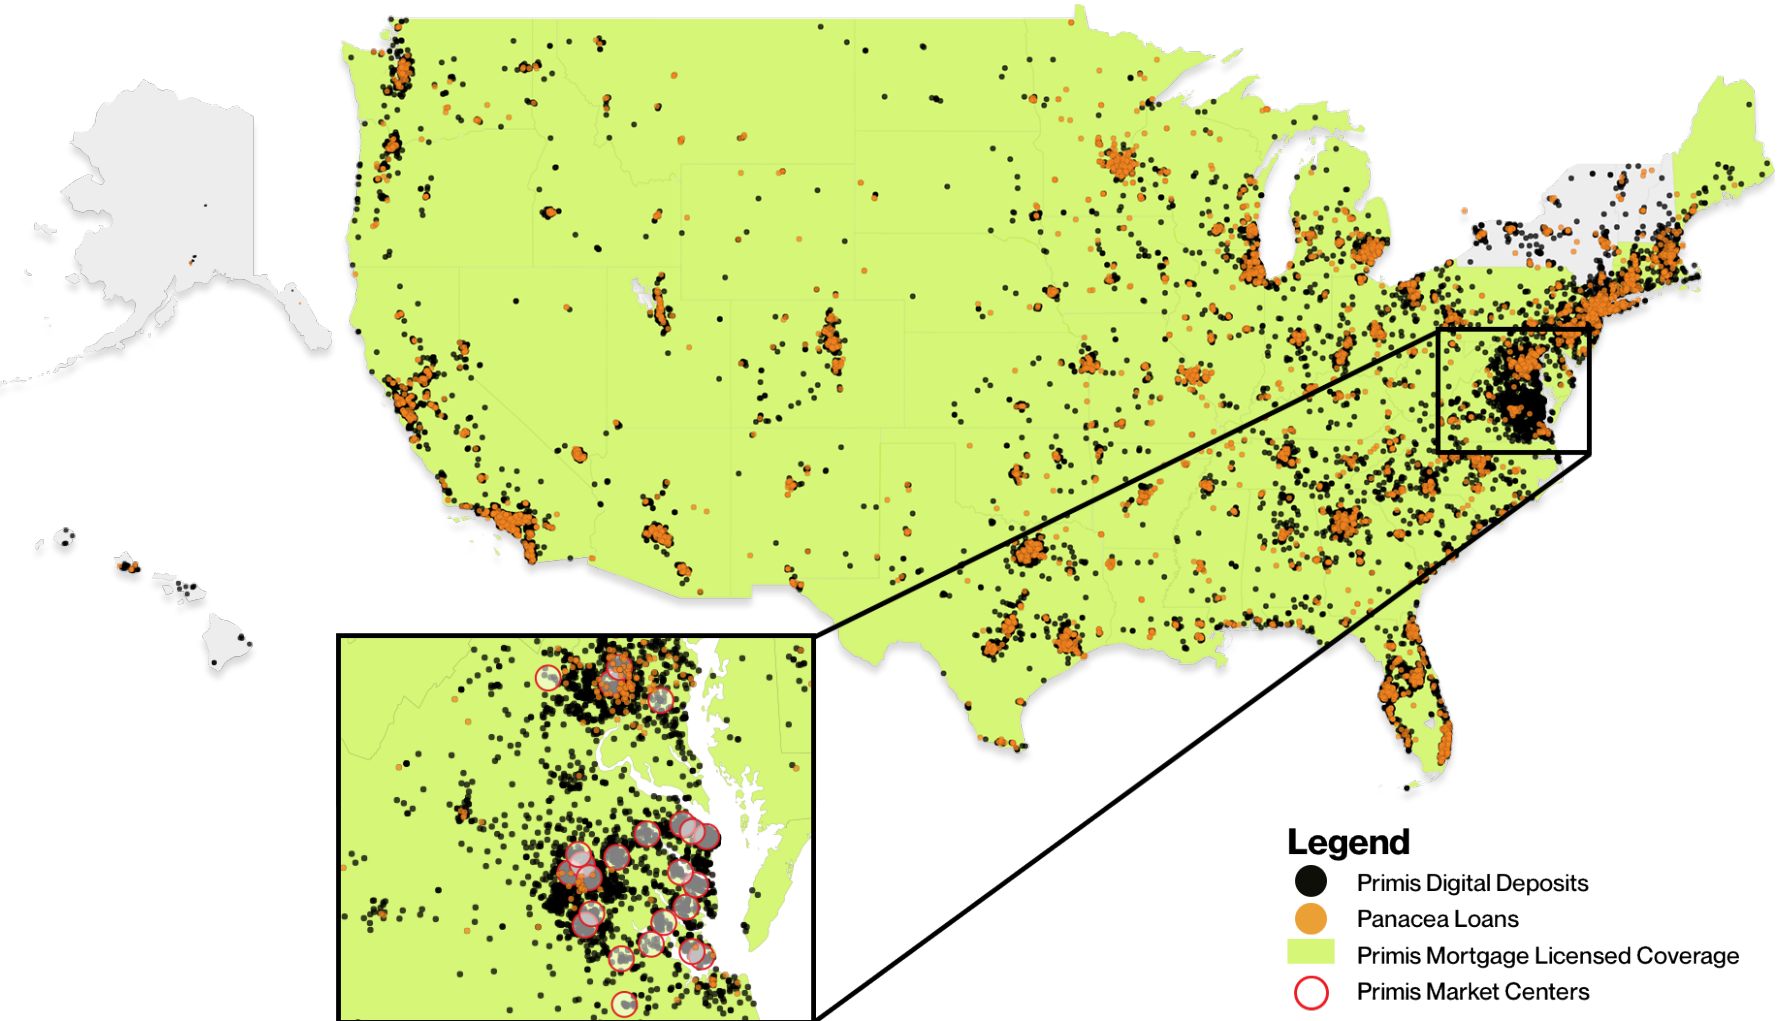 Legend
Primis Digital Deposits
Panacea Loans
Primis Mortgage Licensed Coverage
Primis Market Centers